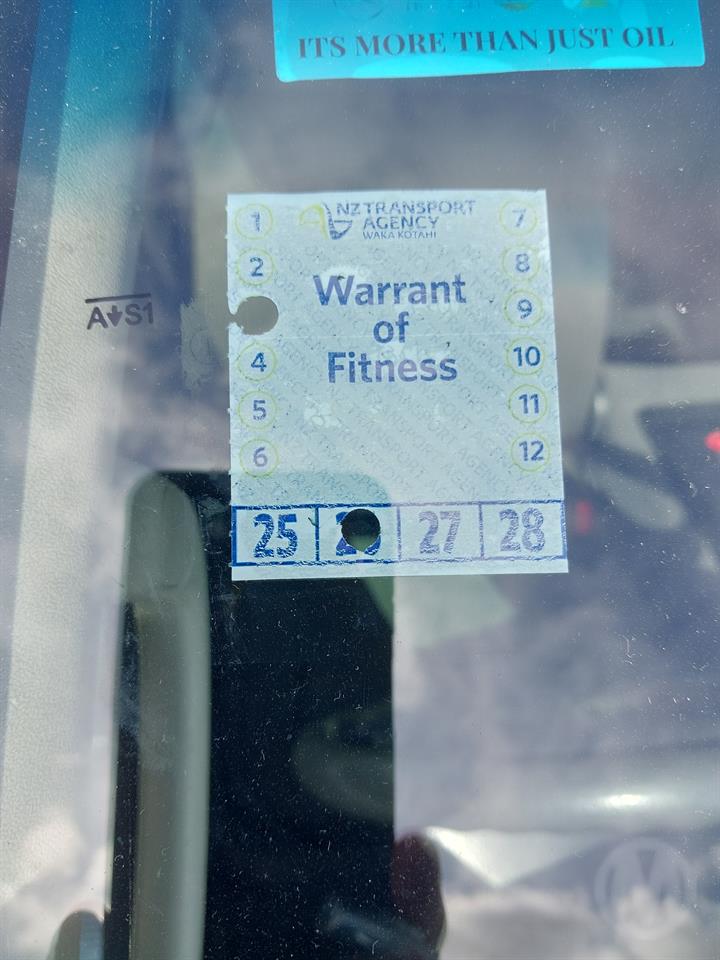 ITS MORE THAN JUST OIL
NZ TRANSPORT
AGENCY
WAKA KOTAHI
Warrant
of
Fitness
1
2
4
5
6
7
8
9
10
11
12
A S1
25 27 28